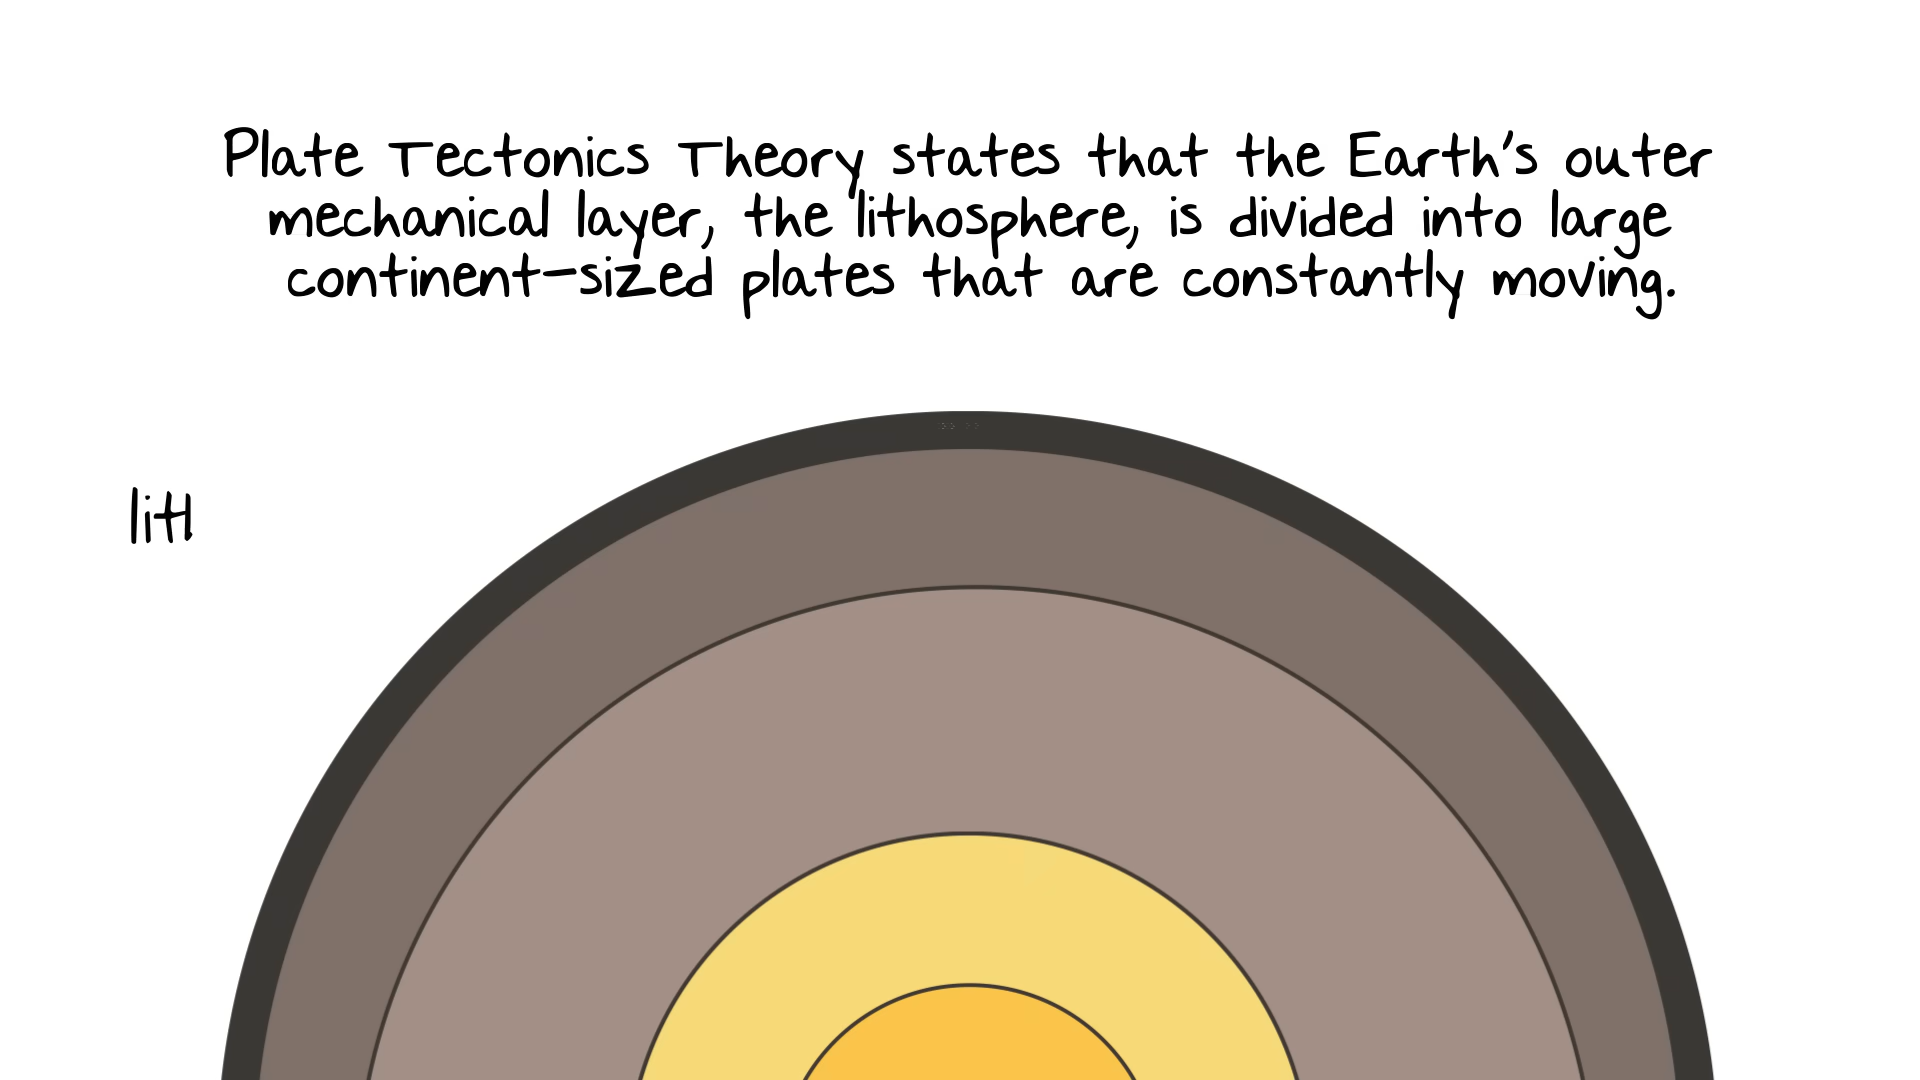 Plate Tectonics Theory states that the Earth's outer
mechanical layer, the lithosphere, is divided into large
continent-sized plates that are constantly moving.
lith